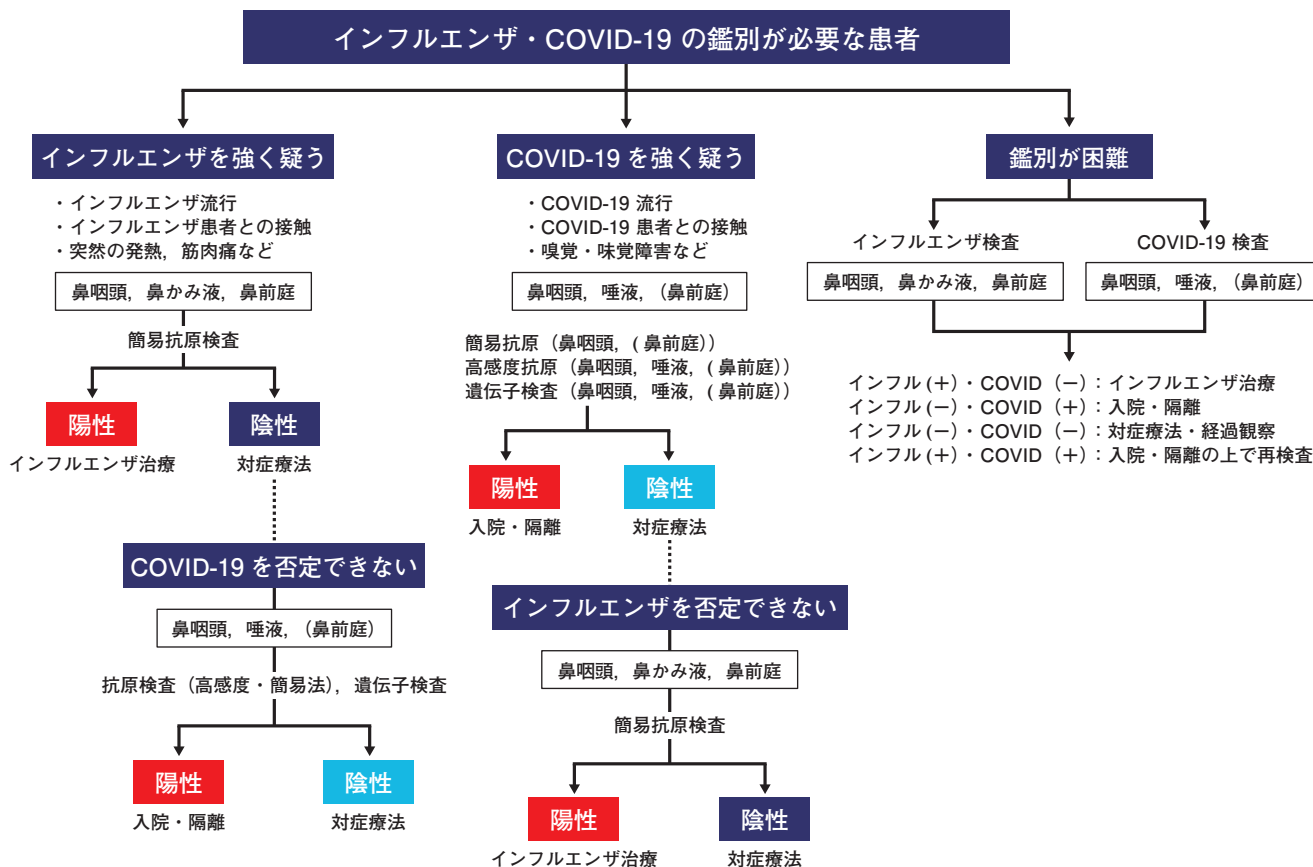 インフルエンザ・COVID-19 の鑑別が必要な患者
インフルエンザを強く疑う
・インフルエンザ流行
・インフルエンザ患者との接触
・突然の発熱，筋肉痛など
鼻咽頭，鼻かみ液，鼻前庭
簡易抗原検査
陽性
インフルエンザ治療
陰性
対症療法
COVID-19 を否定できない
鼻咽頭，唾液，（鼻前庭）
抗原検査（高感度・簡易法），遺伝子検査
陽性
入院・隔離
陰性
対症療法
COVID-19 を強く疑う
・COVID-19 流行
・COVID-19 患者との接触
・嗅覚・味覚障害など
鼻咽頭，唾液，（鼻前庭）
簡易抗原（鼻咽頭，( 鼻前庭））
高感度抗原（鼻咽頭，唾液，( 鼻前庭））
遺伝子検査（鼻咽頭，唾液，( 鼻前庭））
陽性
入院・隔離
陰性
対症療法
インフルエンザを否定できない
鼻咽頭，鼻かみ液，鼻前庭
簡易抗原検査
陽性
インフルエンザ治療
陰性
対症療法
鑑別が困難
インフルエンザ検査
鼻咽頭，鼻かみ液，鼻前庭
COVID-19 検査
鼻咽頭，唾液，（鼻前庭）
インフル (＋)・COVID（－）：インフルエンザ治療
インフル (－)・COVID（＋）：入院・隔離
インフル (－)・COVID（－）：対症療法・経過観察
インフル (＋)・COVID（＋）：入院・隔離の上で再検査